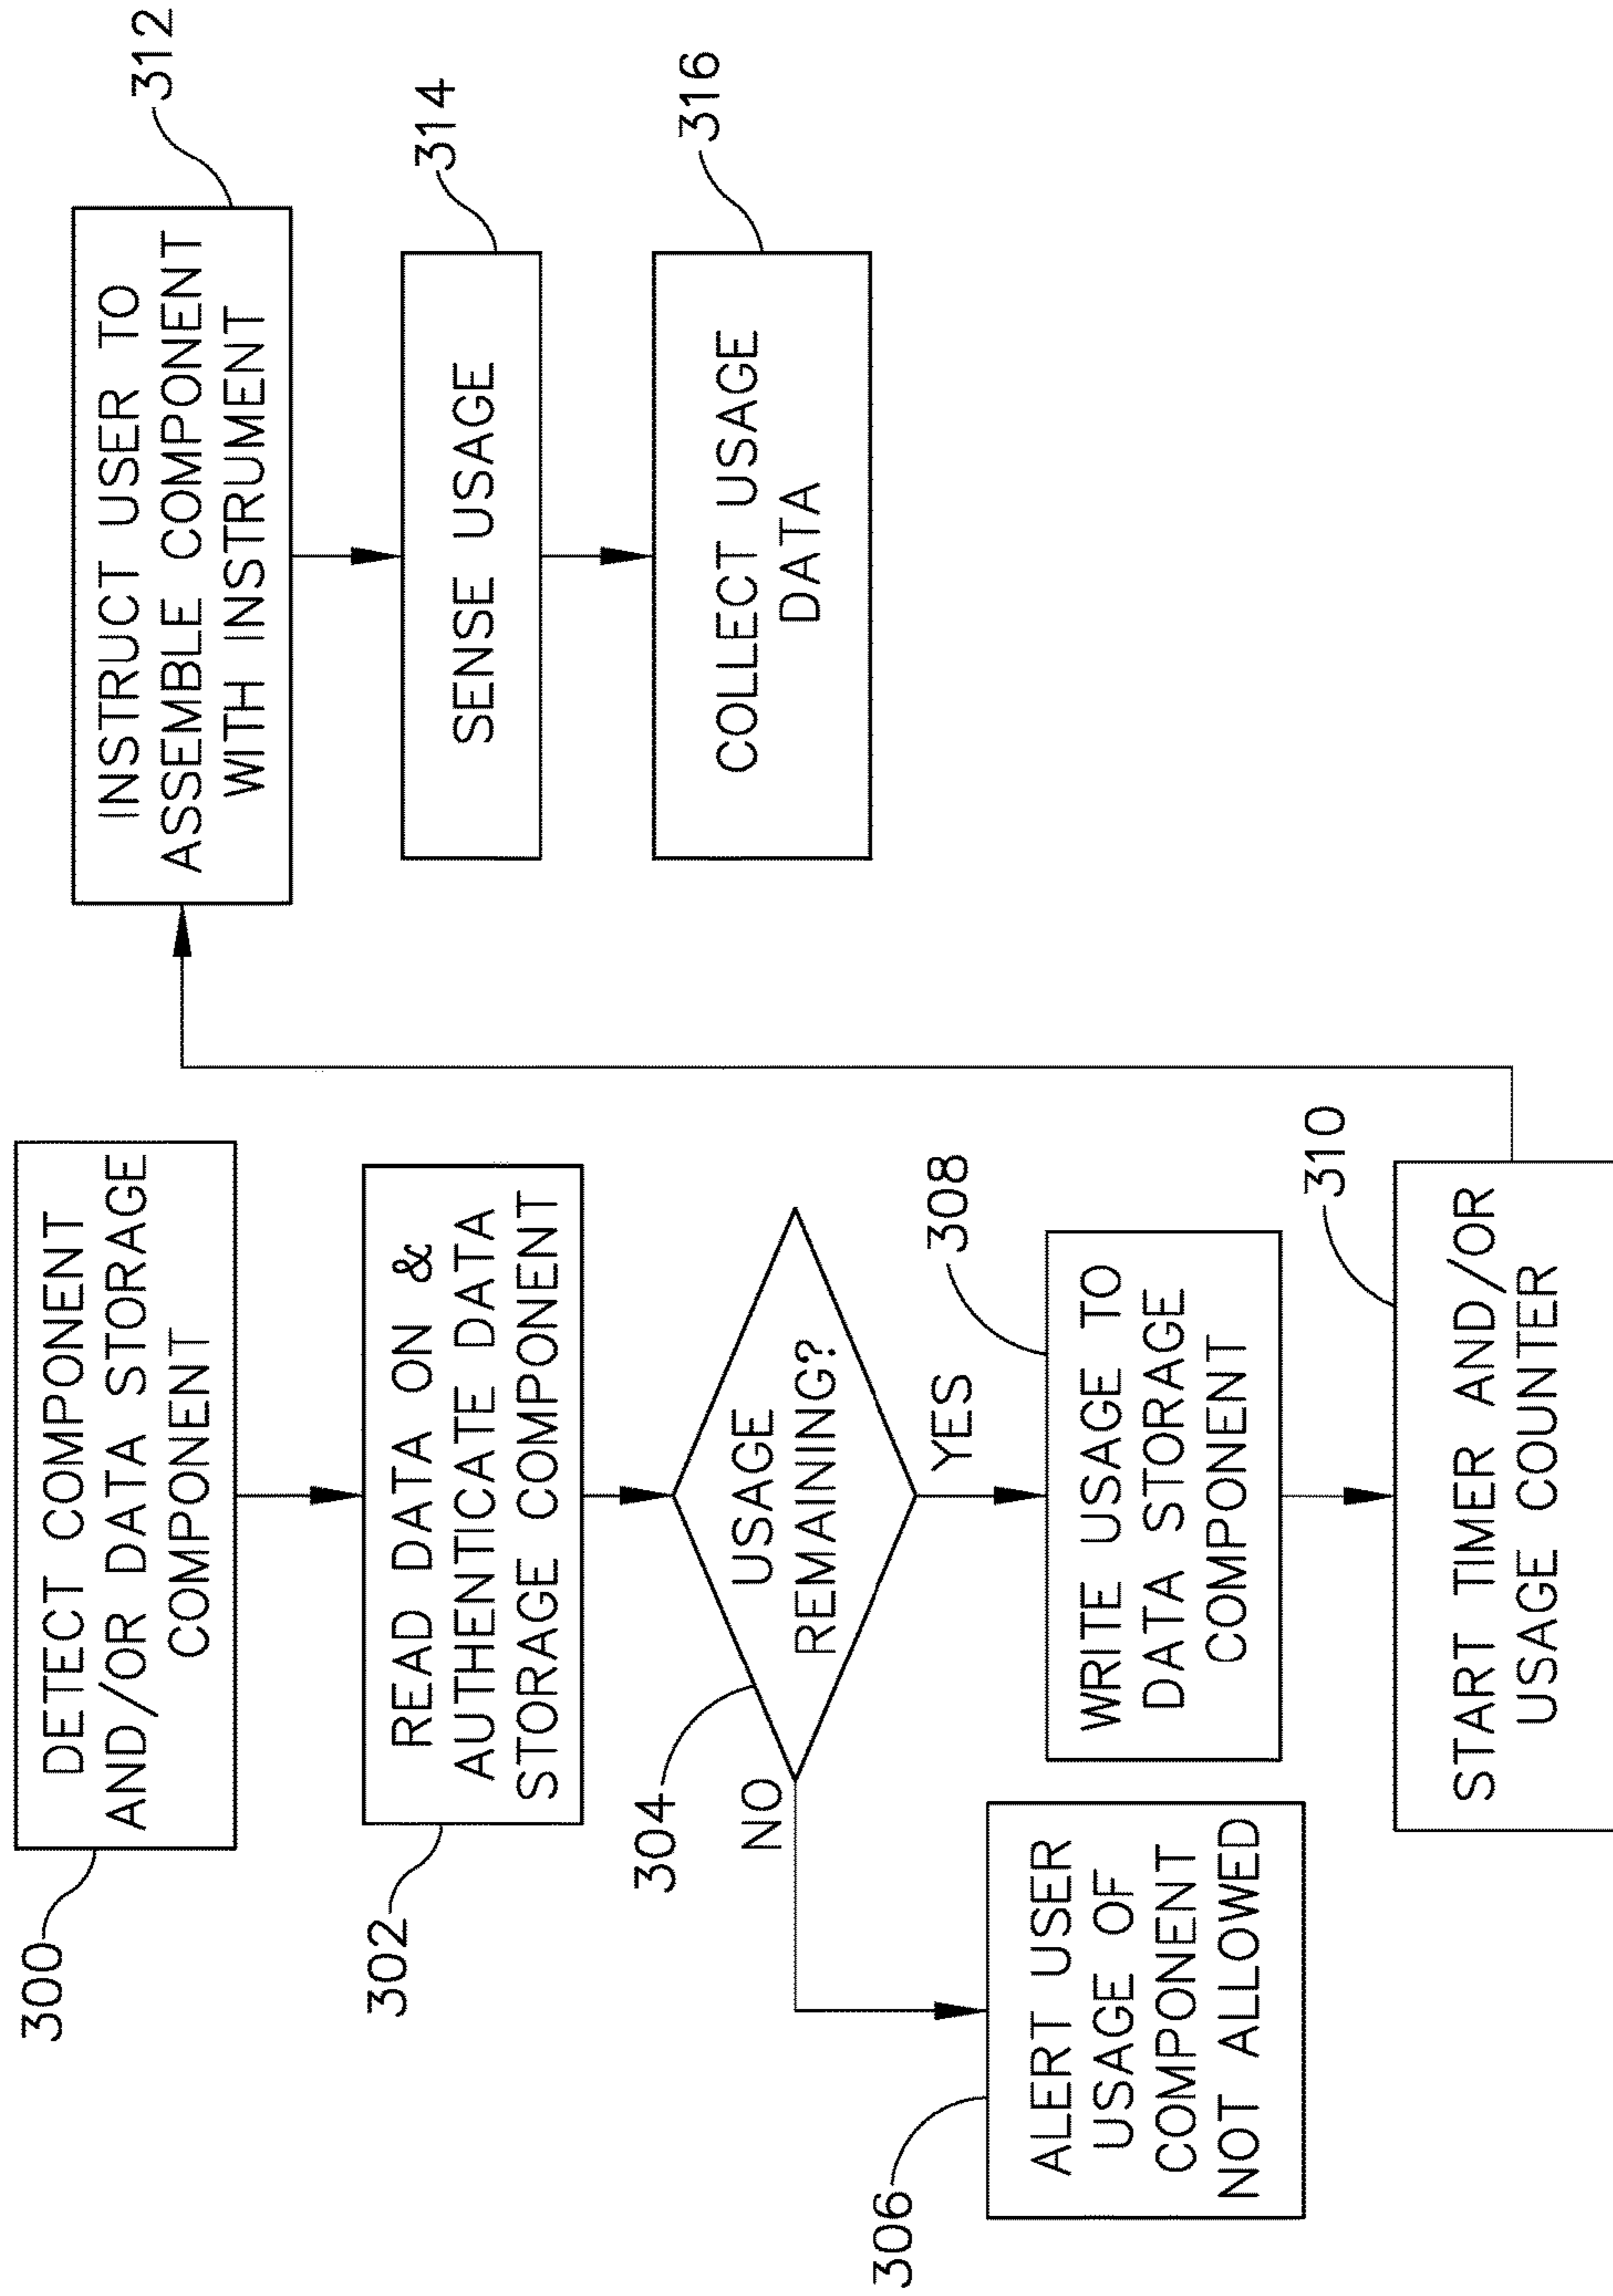 300
DETECT COMPONENT
AND/OR DATA STORAGE
COMPONENT
302
READ DATA ON &
AUTHENTICATE DATA
STORAGE COMPONENT
304
USAGE
REMAINING?
NO
YES
306
ALERT USER
USAGE OF
COMPONENT
NOT ALLOWED
308
WRITE USAGE TO
DATA STORAGE
COMPONENT
310
START TIMER AND/OR
USAGE COUNTER
312
INSTRUCT USER TO
ASSEMBLE COMPONENT
WITH INSTRUMENT
314
SENSE USAGE
316
COLLECT USAGE
DATA